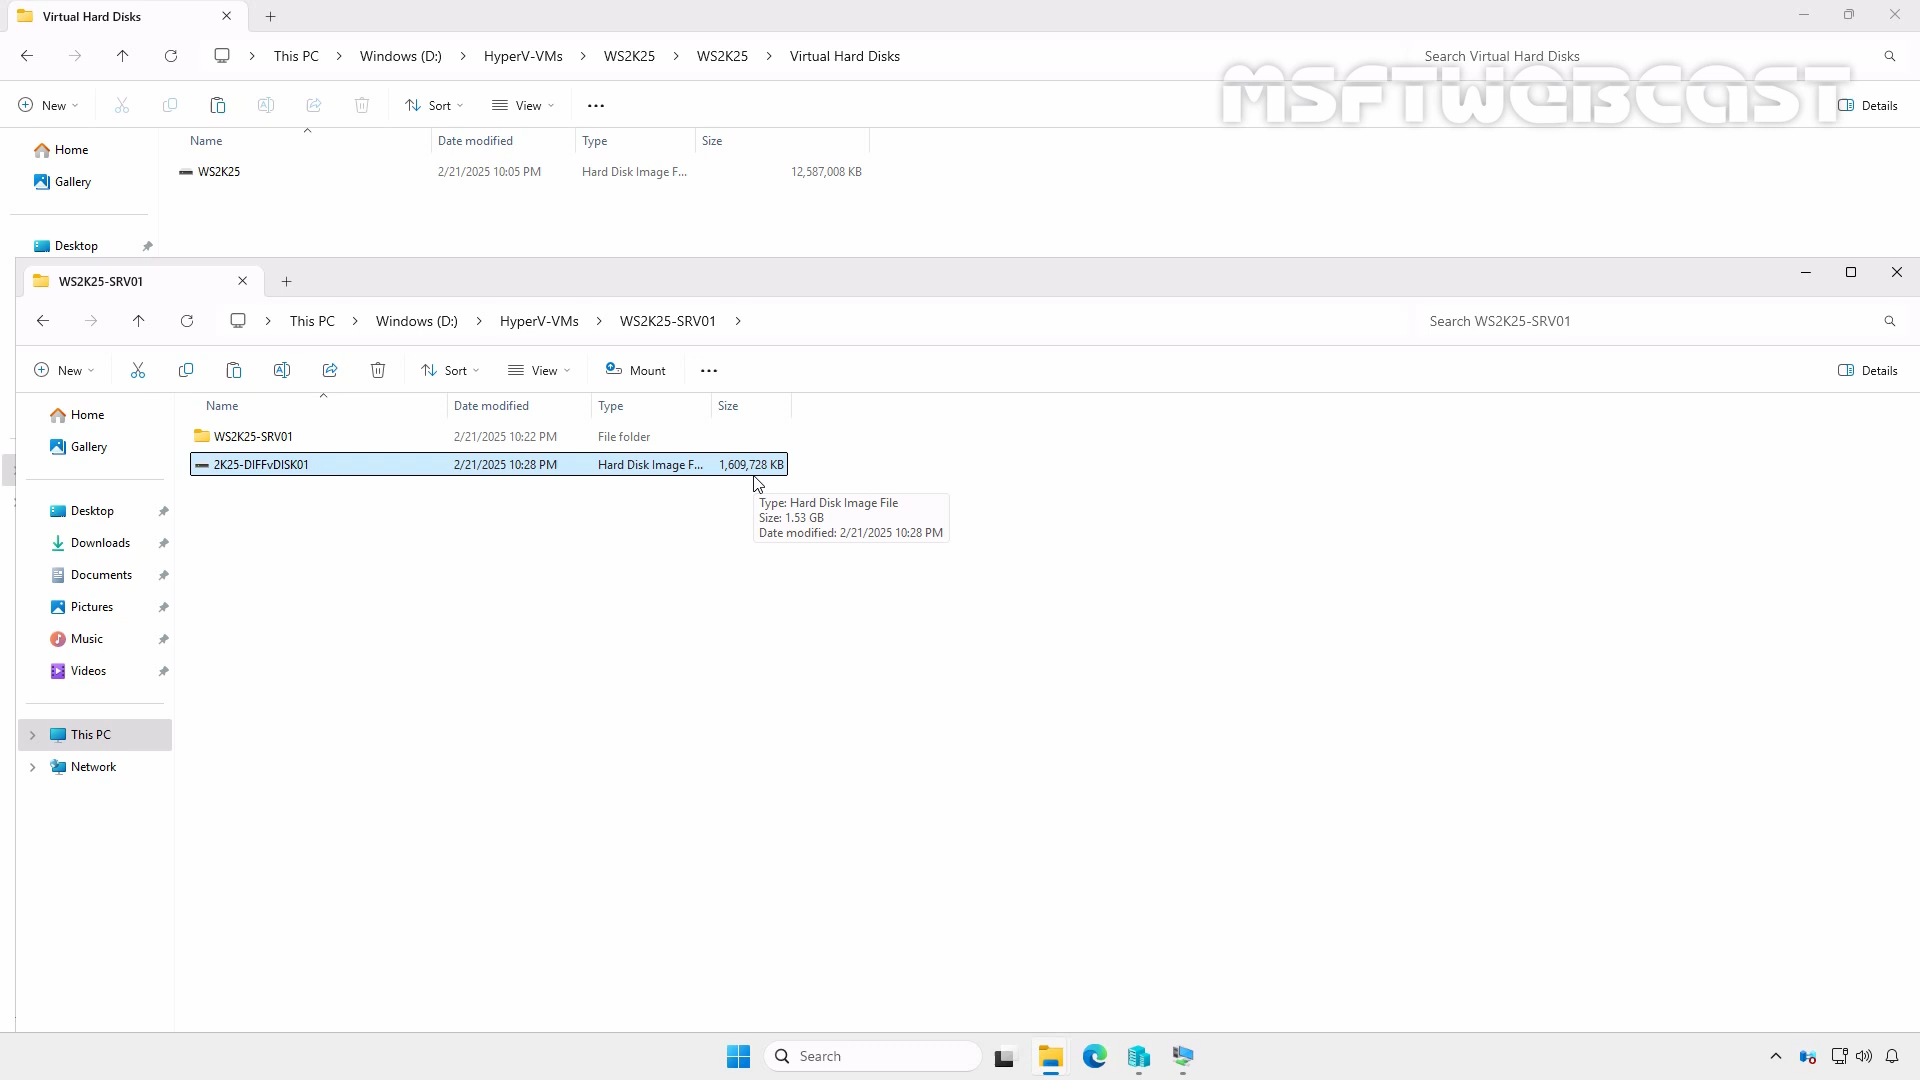 Virtual Hard Disks
This PC > Windows (D:) > HyperV-VMs > WS2K25 > WS2K25 > Virtual Hard Disks
Search Virtual Hard Disks
MSFTWEBCAST
New
Sort
View
Details
Name
Date modified
Type
Size
Home
WS2K25
2/21/2025 10:05 PM
Hard Disk Image F...
12,587,008 KB
Gallery
Desktop
WS2K25-SRV01
This PC > Windows (D:) > HyperV-VMs > WS2K25-SRV01 >
Search WS2K25-SRV01
New
Sort
View
Mount
Details
Name
Date modified
Type
Size
Home
WS2K25-SRV01
2/21/2025 10:22 PM
File folder
Gallery
2K25-DIFFvDISK01
2/21/2025 10:28 PM
Hard Disk Image F...
1,609,728 KB
Type: Hard Disk Image File
Size: 1.53 GB
Date modified: 2/21/2025 10:28 PM
Desktop
Downloads
Documents
Pictures
Music
Videos
This PC
Network
Search